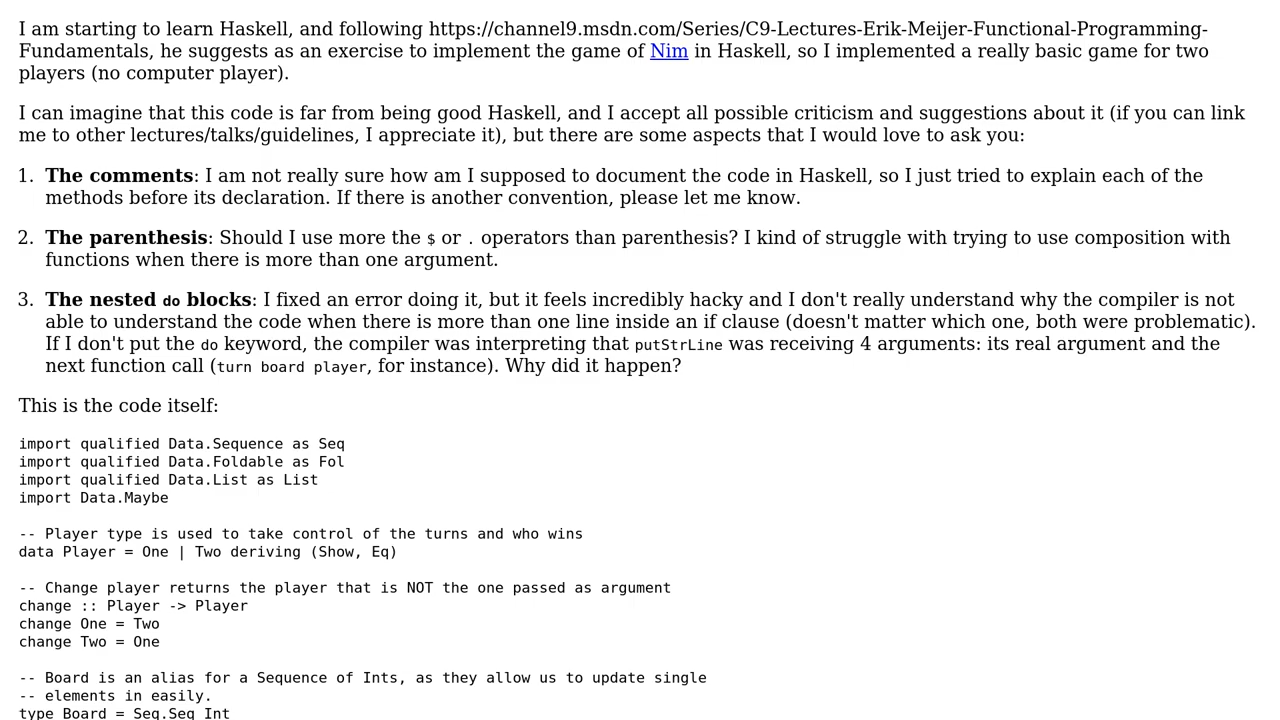 I am starting to learn Haskell, and following https://channel9.msdn.com/Series/C9-Lectures-Erik-Meijer-Functional-Programming-
Fundamentals, he suggests as an exercise to implement the game of Nim in Haskell, so I implemented a really basic game for two
players (no computer player).
I can imagine that this code is far from being good Haskell, and I accept all possible criticism and suggestions about it (if you can link
me to other lectures/talks/guidelines, I appreciate it), but there are some aspects that I would love to ask you:
1. The comments: I am not really sure how am I supposed to document the code in Haskell, so I just tried to explain each of the
methods before its declaration. If there is another convention, please let me know.
2. The parenthesis: Should I use more the $ or . operators than parenthesis? I kind of struggle with trying to use composition with
functions when there is more than one argument.
3. The nested do blocks: I fixed an error doing it, but it feels incredibly hacky and I don't really understand why the compiler is not
able to understand the code when there is more than one line inside an if clause (doesn't matter which one, both were problematic).
If I don't put the do keyword, the compiler was interpreting that putStrLine was receiving 4 arguments: its real argument and the
next function call (turn board player, for instance). Why did it happen?
This is the code itself:
import qualified Data.Sequence as Seq
import qualified Data.Foldable as Fol
import qualified Data.List as List
import Data.Maybe
-- Player type is used to take control of the turns and who wins
data Player = One | Two deriving (Show, Eq)
-- Change player returns the player that is NOT the one passed as argument
change :: Player -> Player
change One = Two
change Two = One
-- Board is an alias for a Sequence of Ints, as they allow us to update single
-- elements in easily.
type Board = Seq.Seq Int